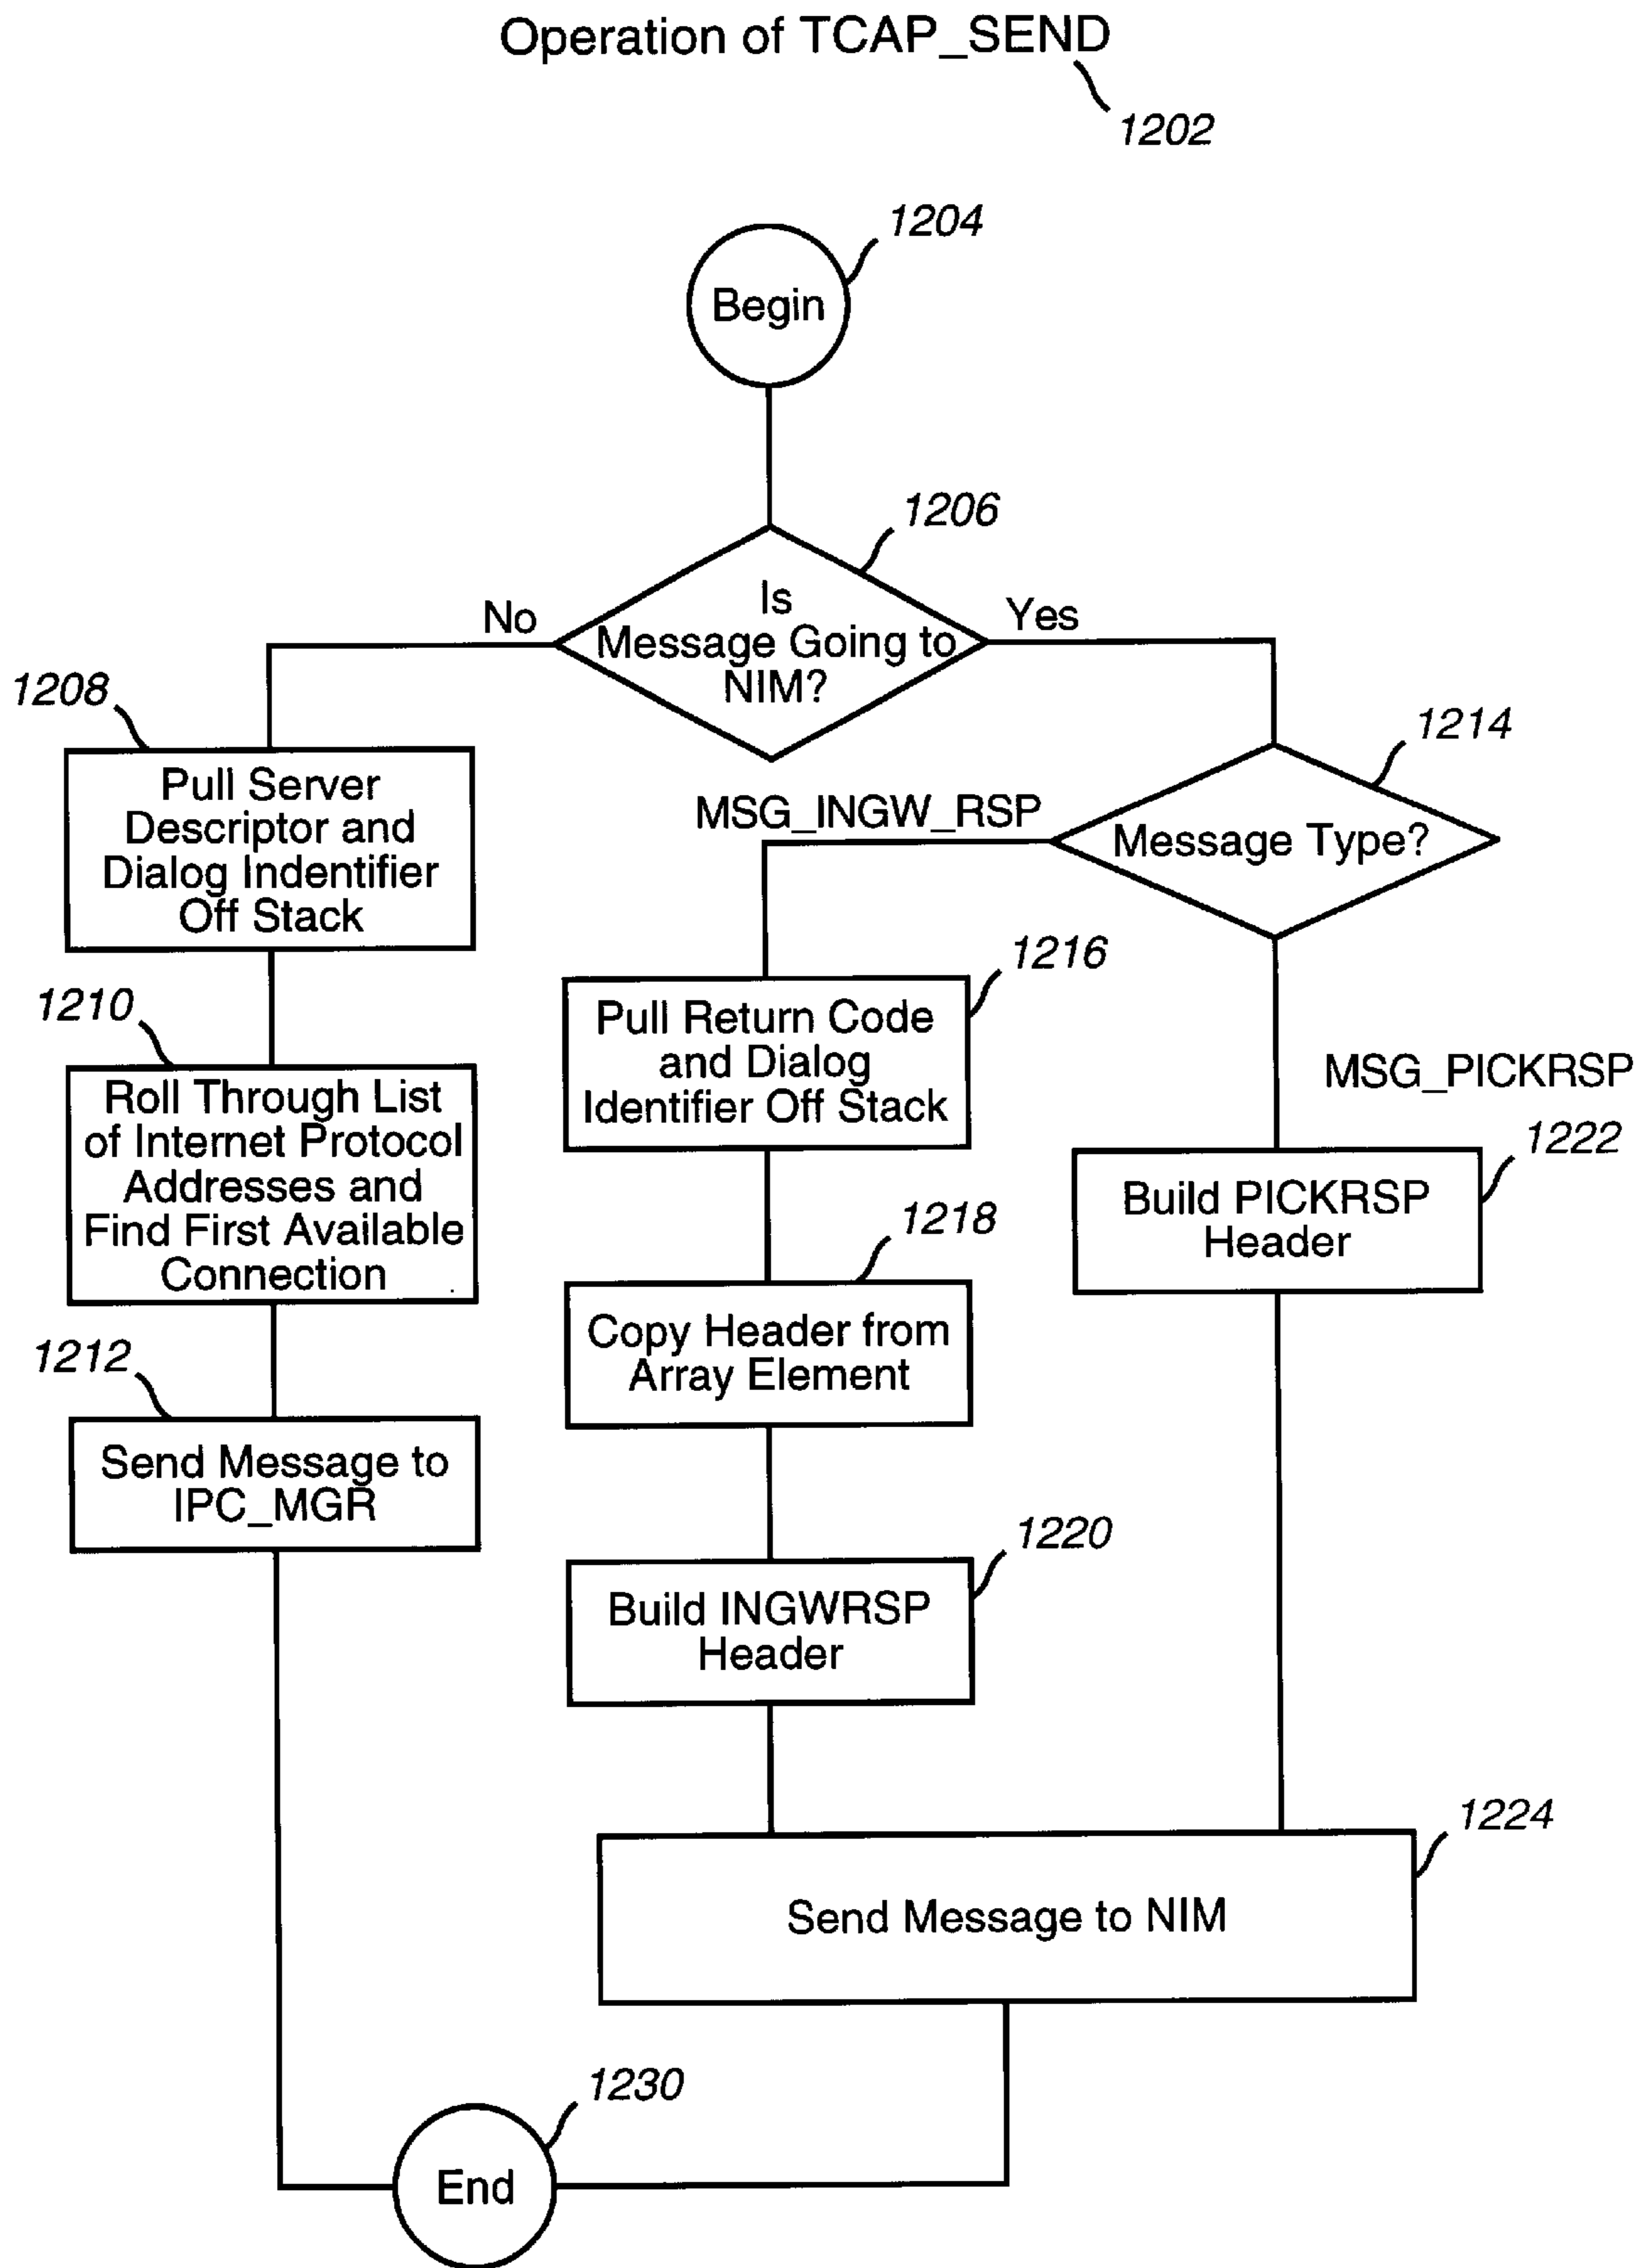 Operation of TCAP_SEND
1202
1204
Begin
1206
Is
Message Going to
NIM?
No
Yes
1208
Pull Server
Descriptor and
Dialog Indentifier
Off Stack
1210
Roll Through List
of Internet Protocol
Addresses and
Find First Available
Connection
1212
Send Message to
IPC_MGR
1214
Message Type?
MSG_INGW_RSP
1216
Pull Return Code
and Dialog
Identifier Off Stack
1218
Copy Header from
Array Element
1220
Build INGWRSP
Header
MSG_PICKRSP
1222
Build PICKRSP
Header
1224
Send Message to NIM
1230
End